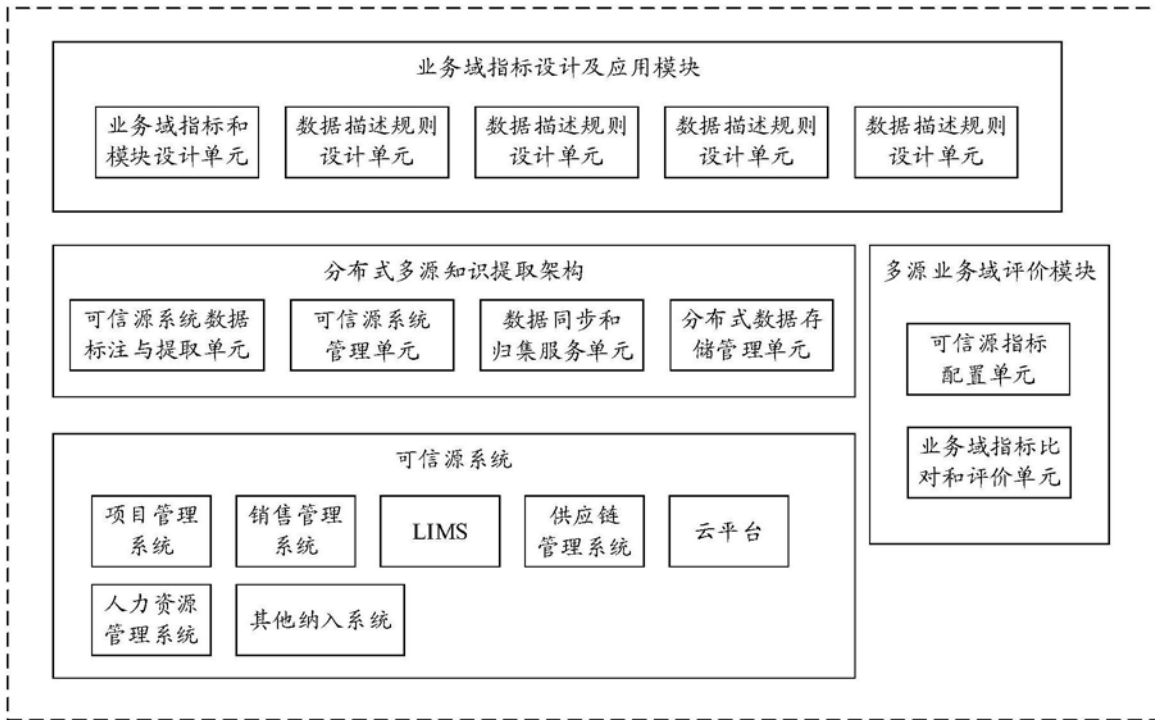 业务域指标设计及应用模块
业务域指标和
模块设计单元
数据描述规则
设计单元
数据描述规则
设计单元
数据描述规则
设计单元
数据描述规则
设计单元
分布式多源知识提取架构
可信源系统数据
标注与提取单元
可信源系统
管理单元
数据同步和
归集服务单元
分布式数据存
储管理单元
多源业务域评价模块
可信源指标
配置单元
业务域指标比
对和评价单元
可信源系统
项目管理
系统
销售管理
系统
LIMS
供应链
管理系统
云平台
人力资源
管理系统
其他纳入系统